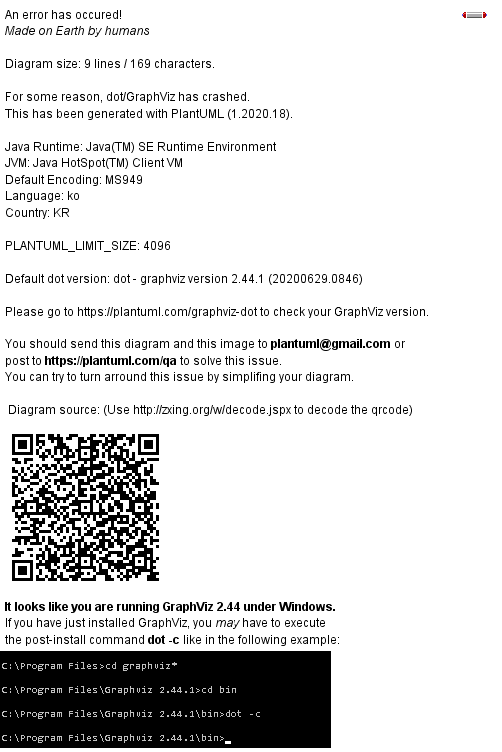 An error has occured!
Made on Earth by humans
Diagram size: 9 lines / 169 characters.
For some reason, dot/GraphViz has crashed.
This has been generated with PlantUML (1.2020.18).
Java Runtime: Java(TM) SE Runtime Environment
JVM: Java HotSpot(TM) Client VM
Default Encoding: MS949
Language: ko
Country: KR
PLANTUML_LIMIT_SIZE: 4096
Default dot version: dot - graphviz version 2.44.1 (20200629.0846)
Please go to https://plantuml.com/graphviz-dot to check your GraphViz version.
You should send this diagram and this image to plantuml@gmail.com or
post to https://plantuml.com/qa to solve this issue.
You can try to turn arround this issue by simplifing your diagram.
Diagram source: (Use http://zxing.org/w/decode.jspx to decode the qrcode)
It looks like you are running GraphViz 2.44 under Windows.
If you have just installed GraphViz, you may have to execute
the post-install command dot -c like in the following example:
C:\Program Files>cd graphviz*
C:\Program Files\Graphviz 2.44.1>cd bin
C:\Program Files\Graphviz 2.44.1\bin>dot -c
C:\Program Files\Graphviz 2.44.1\bin>_